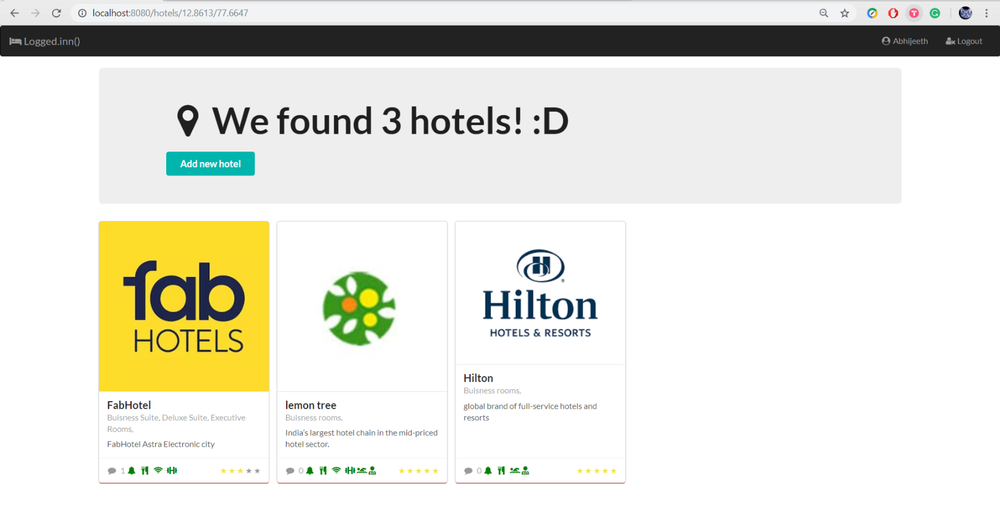 localhost:8080/hotels/12.8613/77.6647
Logged.inn()
Abhijeeth
Logout
We found 3 hotels! :D
Add new hotel
fab
HOTELS
FabHotel
Buisness Suite, Deluxe Suite, Executive
Rooms,
FabHotel Astra Electronic city
1
lemon tree
Buisness rooms,
India's largest hotel chain in the mid-priced
hotel sector.
0
H
Hilton
HOTELS & RESORTS
Hilton
Buisness rooms,
global brand of full-service hotels and
resorts
0